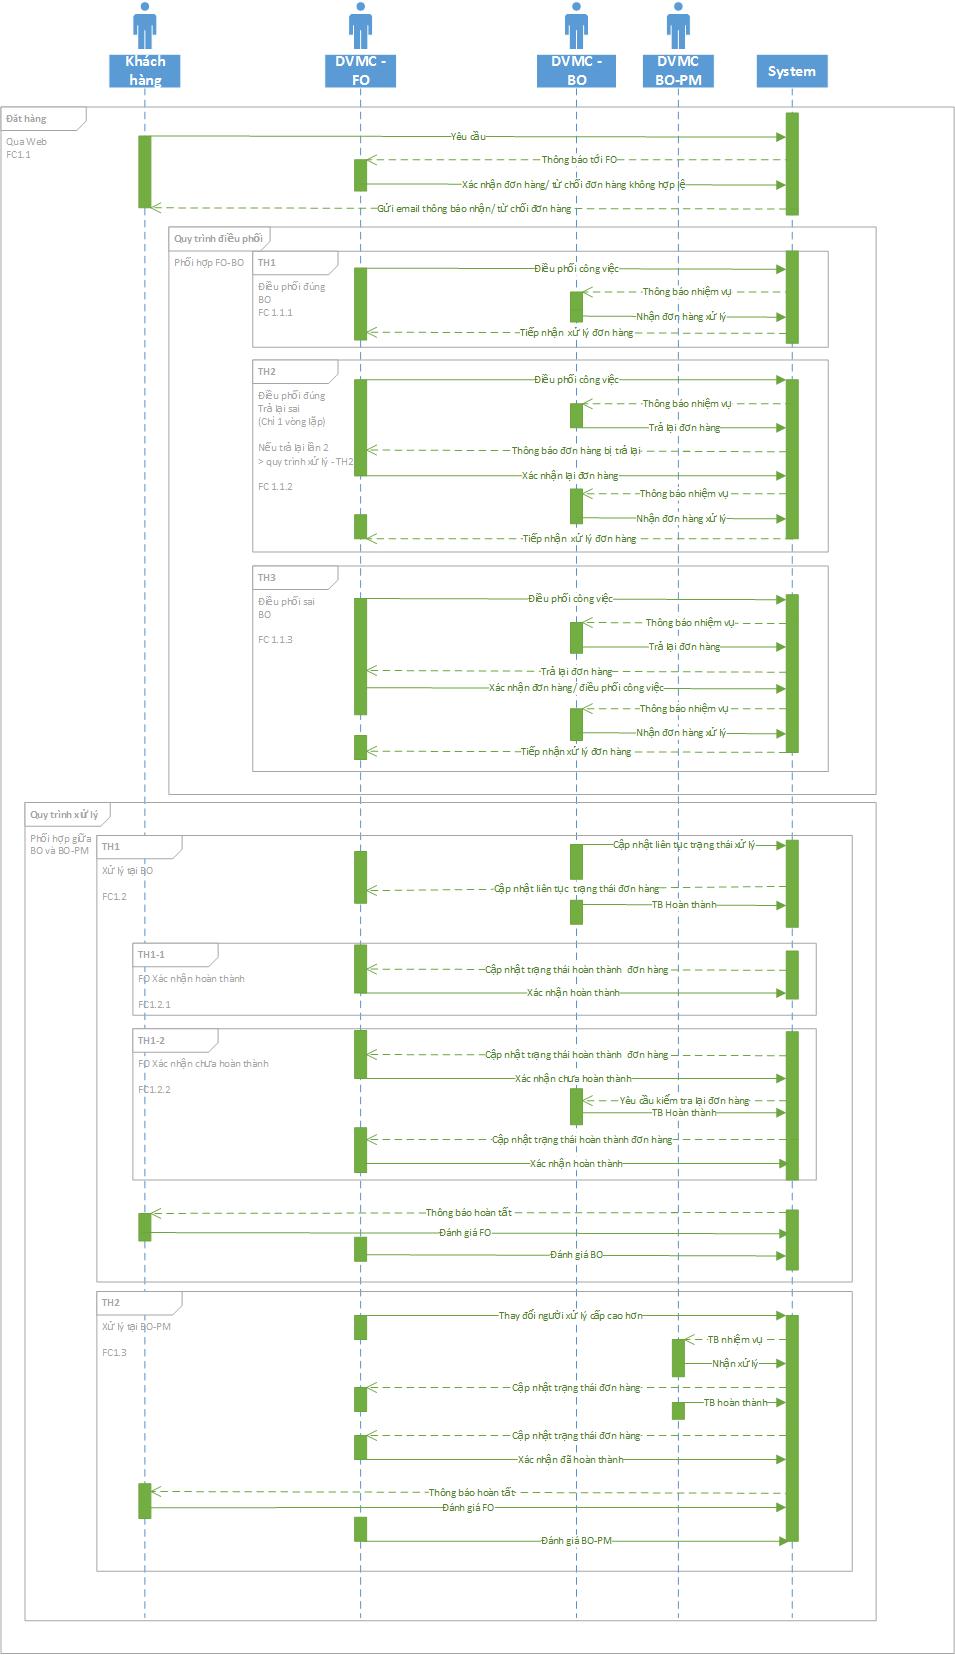 Khách
hàng
DVMC -
FO
DVMC -
BO
DVMC
BO-PM
System
Đặt hàng
Qua Web
FC1.1
Yêu cầu
Thông báo tới FO
Xác nhận đơn hàng/ từ chối đơn hàng không hợp lệ
Gửi email thông báo nhận/ từ chối đơn hàng
Quy trình điều phối
Phối hợp FO-BO
TH1
Điều phối đúng
BO
FC 1.1.1
Điều phối công việc
Thông báo nhiệm vụ
Nhận đơn hàng xử lý
Tiếp nhận xử lý đơn hàng
TH2
Điều phối đúng
Trả lại sai
(Chỉ 1 vòng lặp)
Nếu trả lại lần 2
> quy trình xử lý - TH2
FC 1.1.2
Điều phối công việc
Thông báo nhiệm vụ
Trả lại đơn hàng
Thông báo đơn hàng bị trả lại
Xác nhận lại đơn hàng
Thông báo nhiệm vụ
Nhận đơn hàng xử lý
Tiếp nhận xử lý đơn hàng
TH3
Điều phối sai
BO
FC 1.1.3
Điều phối công việc
Thông báo nhiệm vụ
Trả lại đơn hàng
Trả lại đơn hàng
Xác nhận đơn hàng/ điều phối công việc
Thông báo nhiệm vụ
Nhận đơn hàng xử lý
Tiếp nhận xử lý đơn hàng
Quy trình xử lý
Phối hợp giữa
BO và BO-PM
TH1
Xử lý tại BO
FC1.2
Cập nhật liên tục trạng thái xử lý
Cập nhật liên tục trạng thái đơn hàng
TB Hoàn thành
TH1-1
FO Xác nhận hoàn thành
FC1.2.1
Cập nhật trạng thái hoàn thành đơn hàng
Xác nhận hoàn thành
TH1-2
FO Xác nhận chưa hoàn thành
FC1.2.2
Cập nhật trạng thái hoàn thành đơn hàng
Xác nhận chưa hoàn thành
Yêu cầu kiểm tra lại đơn hàng
TB Hoàn thành
Cập nhật trạng thái hoàn thành đơn hàng
Xác nhận hoàn thành
Thông báo hoàn tất
Đánh giá FO
Đánh giá BO
TH2
Xử lý tại BO-PM
FC1.3
Thay đổi người xử lý cấp cao hơn
TB nhiệm vụ
Nhận xử lý
Cập nhật trạng thái đơn hàng
TB hoàn thành
Cập nhật trạng thái đơn hàng
Xác nhận đã hoàn thành
Thông báo hoàn tất
Đánh giá FO
Đánh giá BO-PM